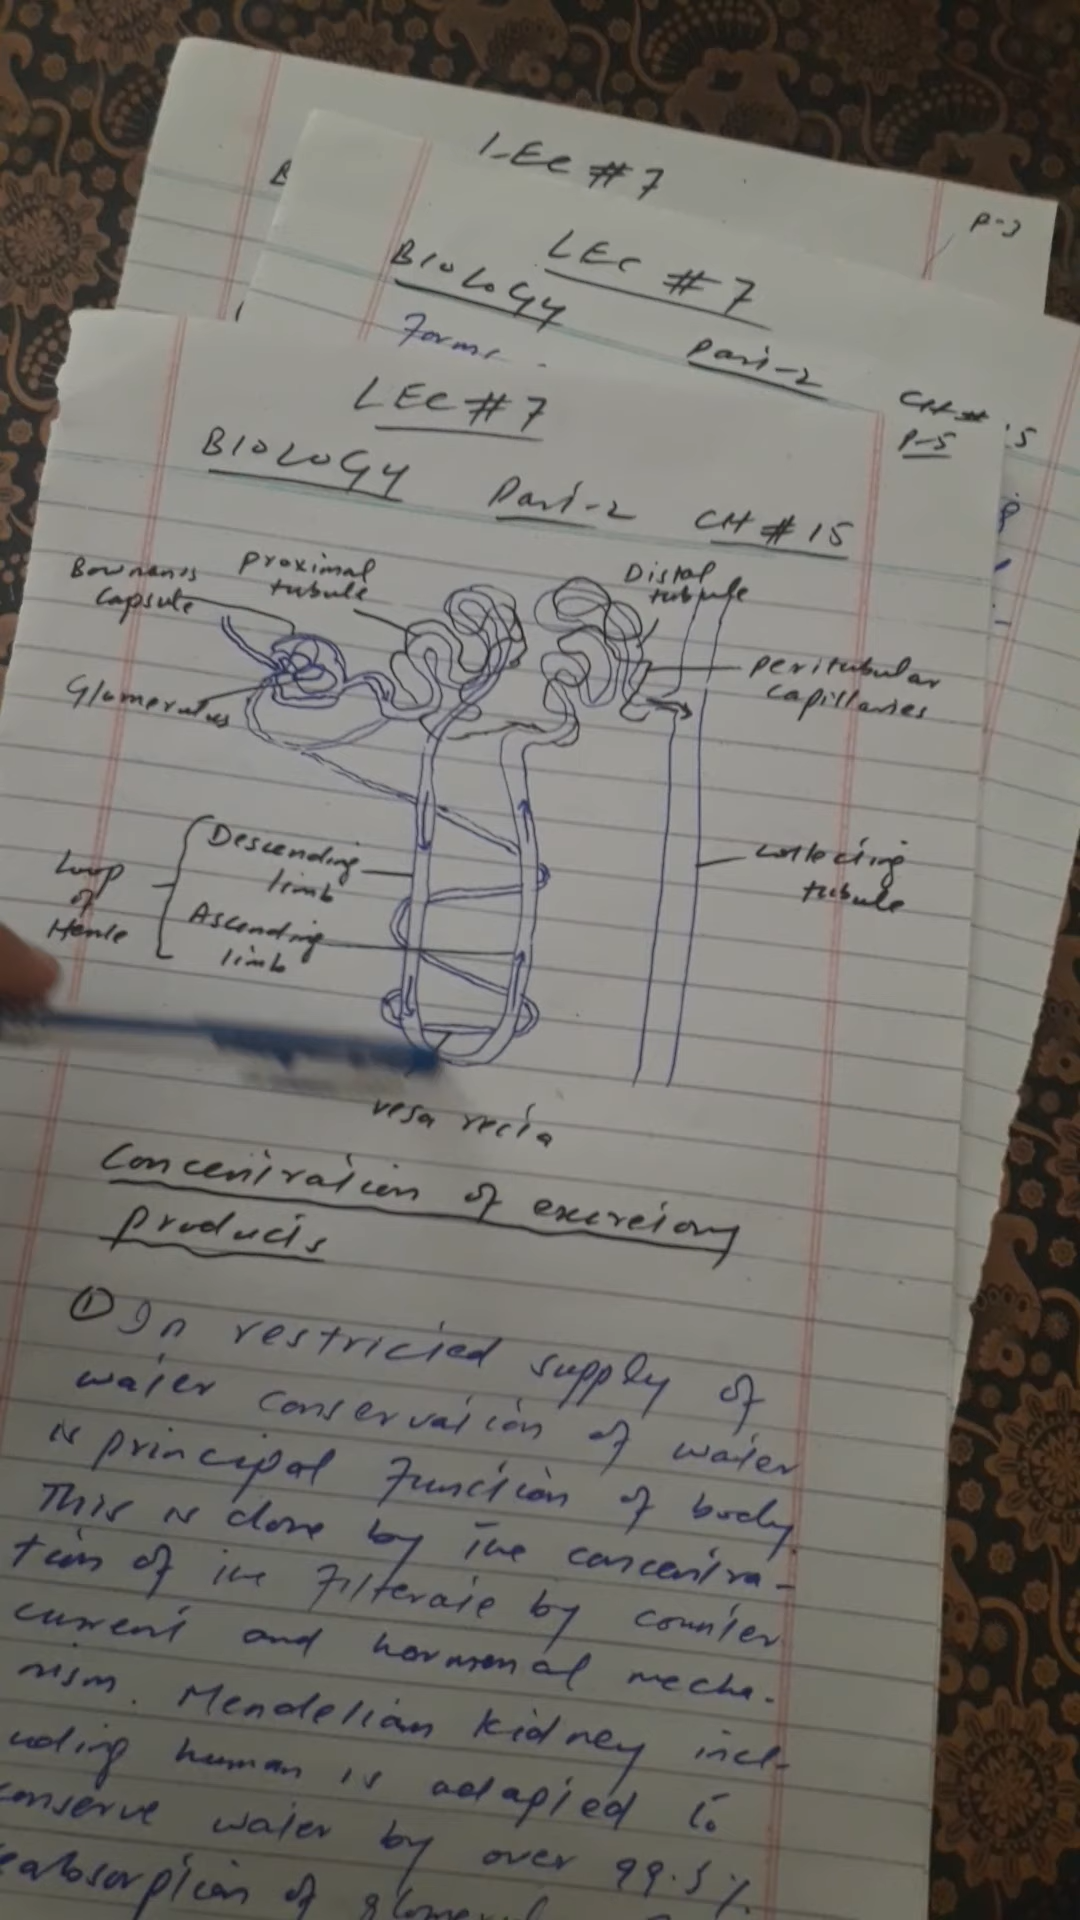 LEC #7
P-3
LEC #7
BIOLOGY
Part-2
Forms
CH # 15
P-5
LEC #7
BIOLOGY Part-2 CH # 15
Bowman's
Capsule
proximal
tubule
Distal
tubule
Glomerulus
peritubular
capillaries
Loop
of
Henle
Descending
limb
Ascending
limb
collecting
tubule
vesa recta
Concentration of excretory
products
① In restricted supply of
water conservation of water
is principal function of body
This is done by the concentra-
tion of the filterate by counter
current and hormonal mecha-
nism. Mendelian kidney incl-
uding human is adapted to
conserve water by over 99.5%
reabsorption of